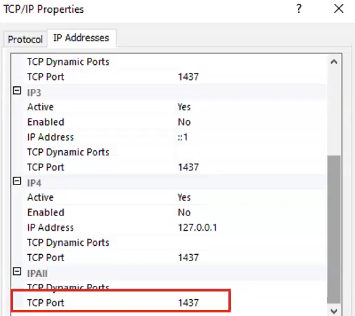 TCP/IP Properties ? ×
Protocol IP Addresses
TCP Dynamic Ports
TCP Port 1437
IP3
Active Yes
Enabled No
IP Address ::1
TCP Dynamic Ports
TCP Port 1437
IP4
Active Yes
Enabled No
IP Address 127.0.0.1
TCP Dynamic Ports
TCP Port 1437
IPAll
TCP Dynamic Ports
TCP Port 1437